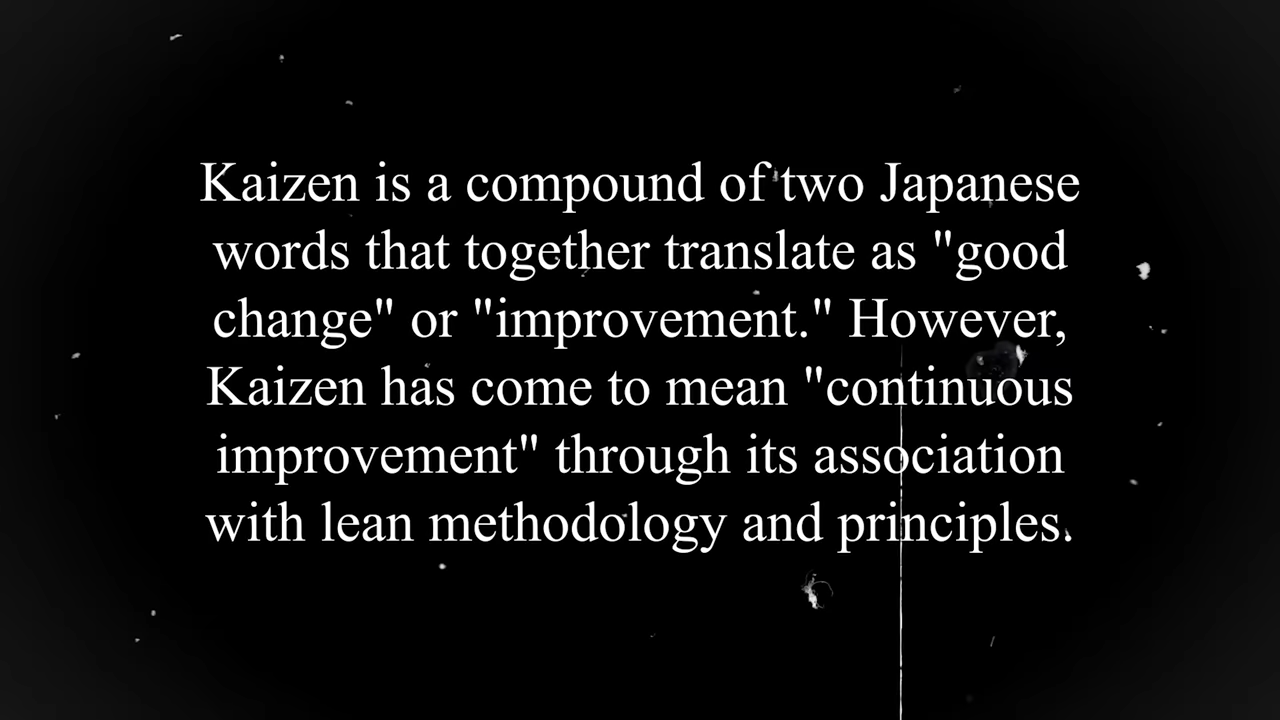 Kaizen is a compound of two Japanese
words that together translate as "good
change" or "improvement." However,
Kaizen has come to mean "continuous
improvement" through its association
with lean methodology and principles.